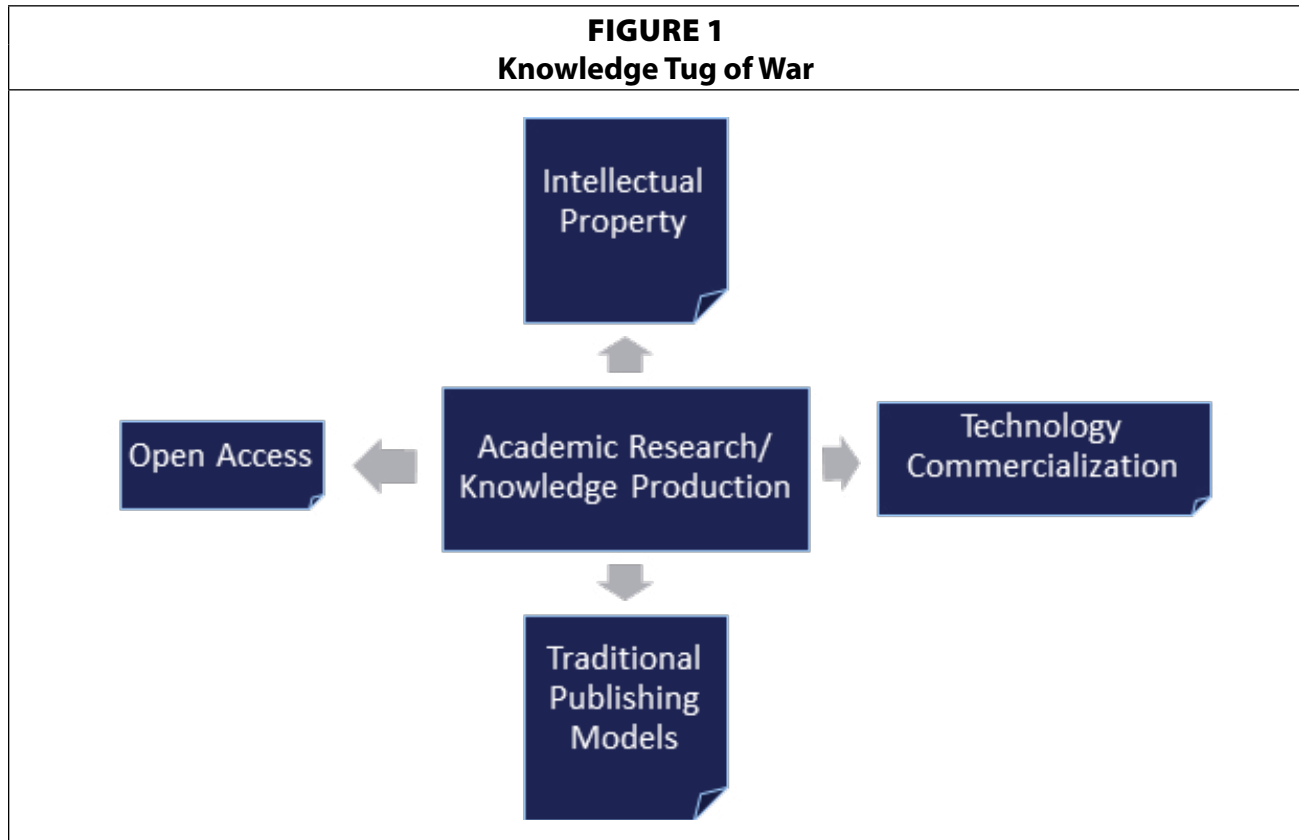 FIGURE 1
Knowledge Tug of War
Intellectual
Property
Open Access
Academic Research/
Knowledge Production
Technology
Commercialization
Traditional
Publishing
Models